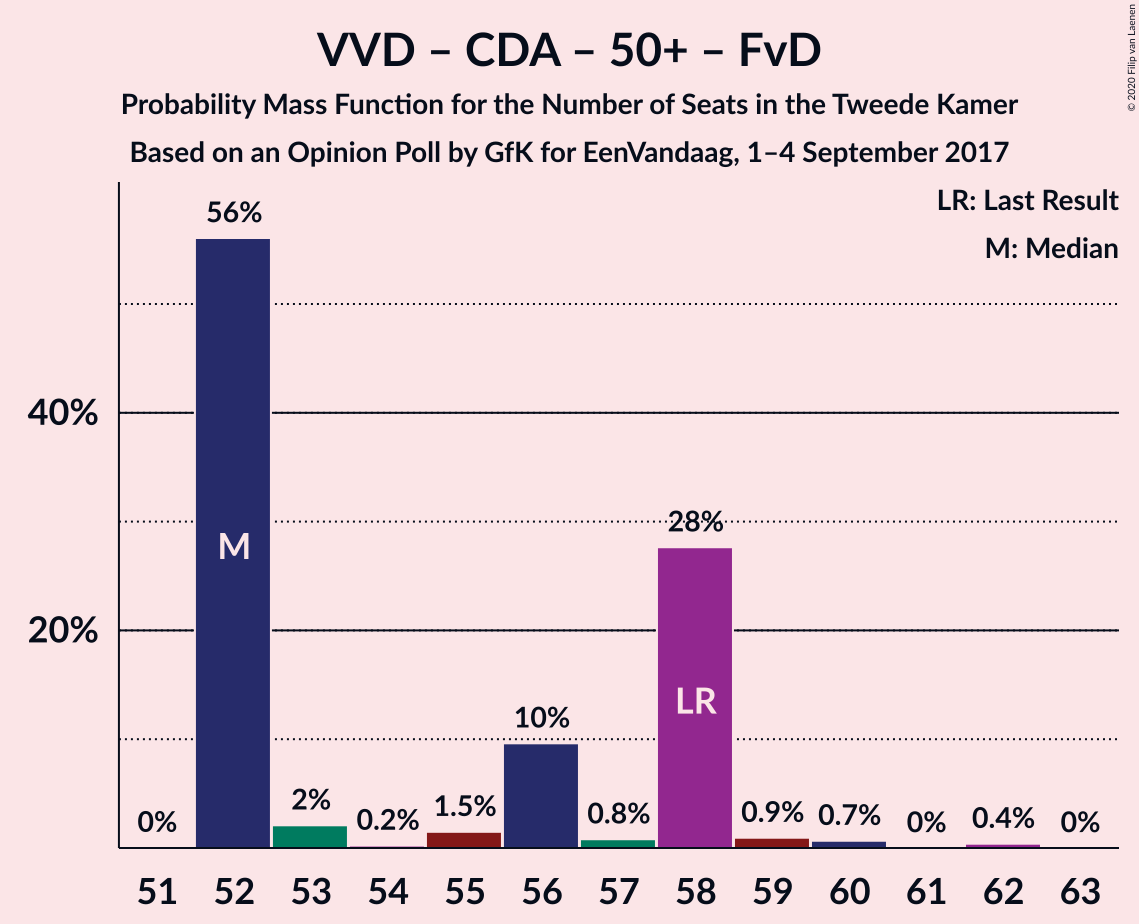 VVD – CDA – 50+ – FvD
Probability Mass Function for the Number of Seats in the Tweede Kamer
Based on an Opinion Poll by GfK for EenVandaag, 1–4 September 2017
© 2020 Filip van Laenen
LR: Last Result
M: Median
56%
40%
M
28%
20%
LR
10%
0%
2%
0.2%
1.5%
0.8%
0.9%
0.7%
0%
0.4%
0%
51 52 53 54 55 56 57 58 59 60 61 62 63